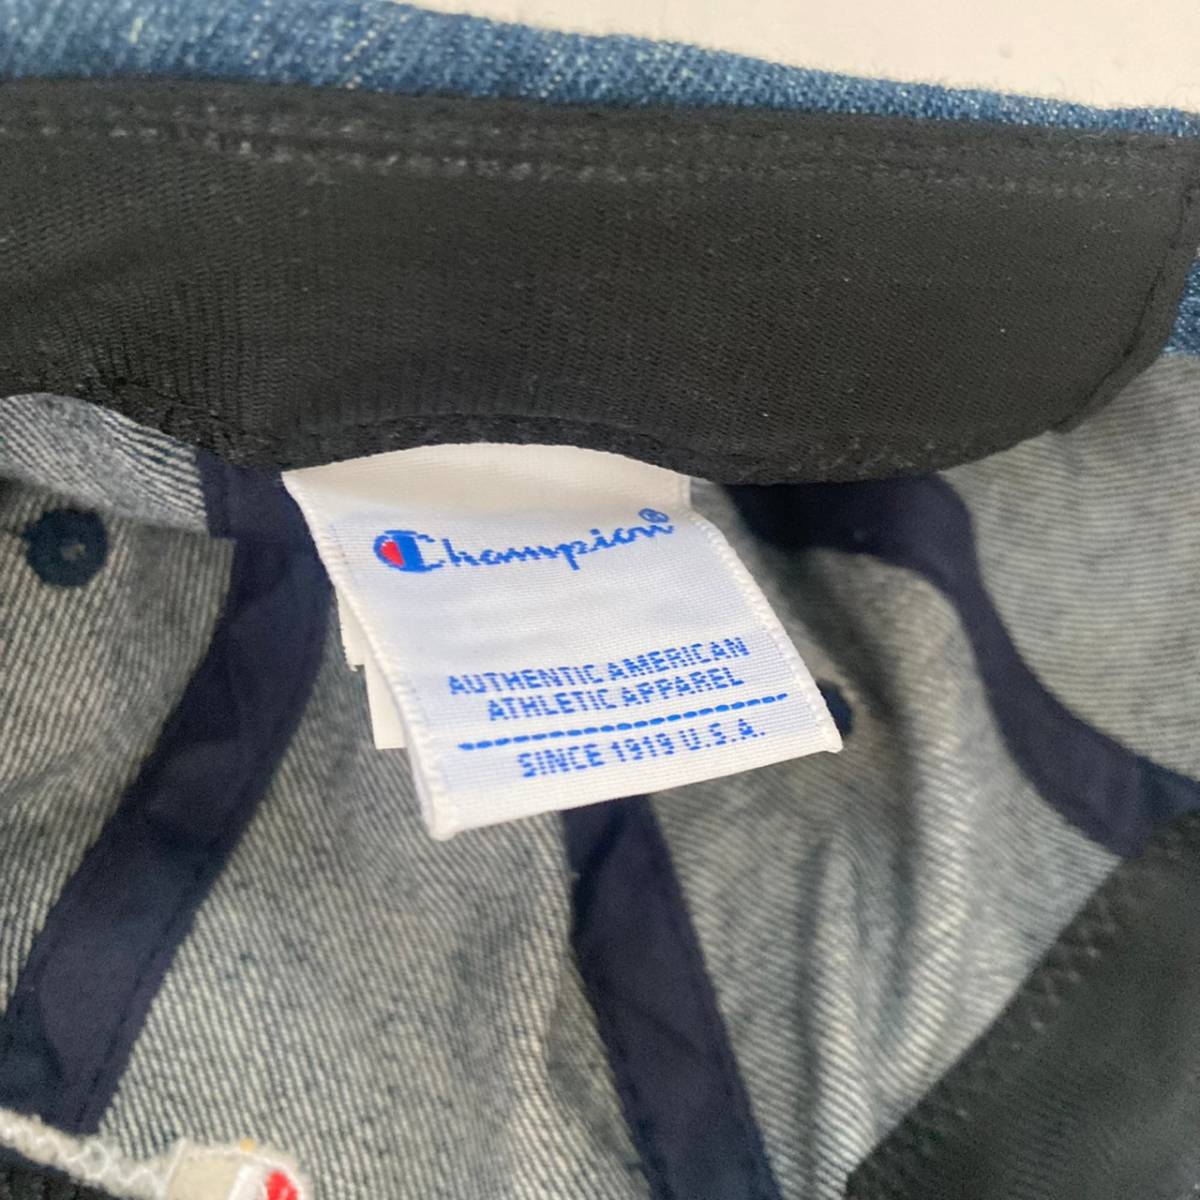 Champion®
AUTHENTIC AMERICAN
ATHLETIC APPAREL
SINCE 1919 U.S.A.